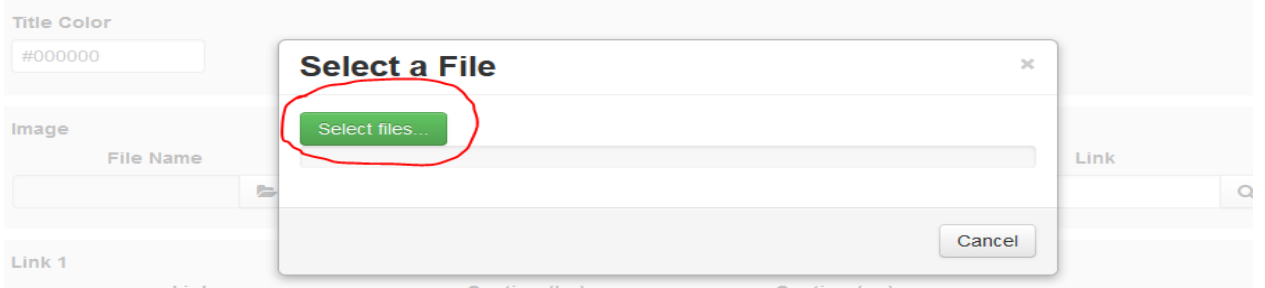 Title Color
#000000
Select a File
×
Select files...
Image
File Name
Link
Cancel
Link 1